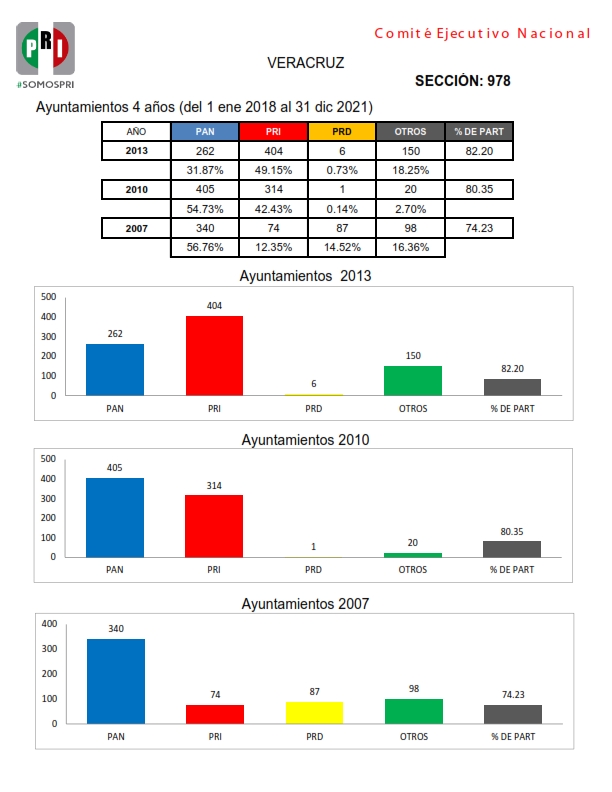 Comité Ejecutivo Nacional
PRI
#SOMOSPRI
VERACRUZ
SECCIÓN: 978
Ayuntamientos 4 años (del 1 ene 2018 al 31 dic 2021)
AÑO PAN PRI PRD OTROS % DE PART
2013 262 404 6 150 82.20
31.87% 49.15% 0.73% 18.25%
2010 405 314 1 20 80.35
54.73% 42.43% 0.14% 2.70%
2007 340 74 87 98 74.23
56.76% 12.35% 14.52% 16.36%
Ayuntamientos 2013
500
400
300
200
100
0
262 404 6 150 82.20
PAN PRI PRD OTROS % DE PART
Ayuntamientos 2010
500
400
300
200
100
0
405 314 1 20 80.35
PAN PRI PRD OTROS % DE PART
Ayuntamientos 2007
400
300
200
100
0
340 74 87 98 74.23
PAN PRI PRD OTROS % DE PART